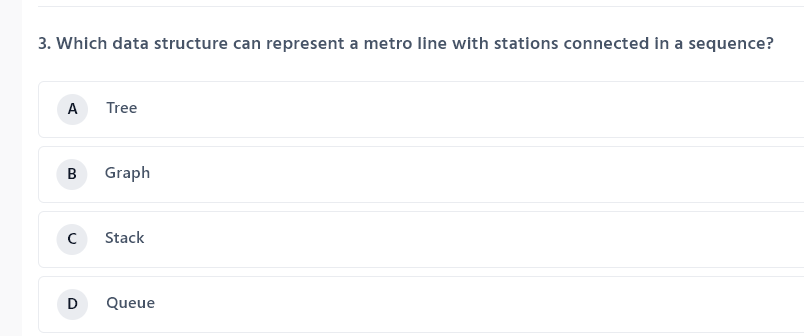 3. Which data structure can represent a metro line with stations connected in a sequence?
A Tree
B Graph
C Stack
D Queue